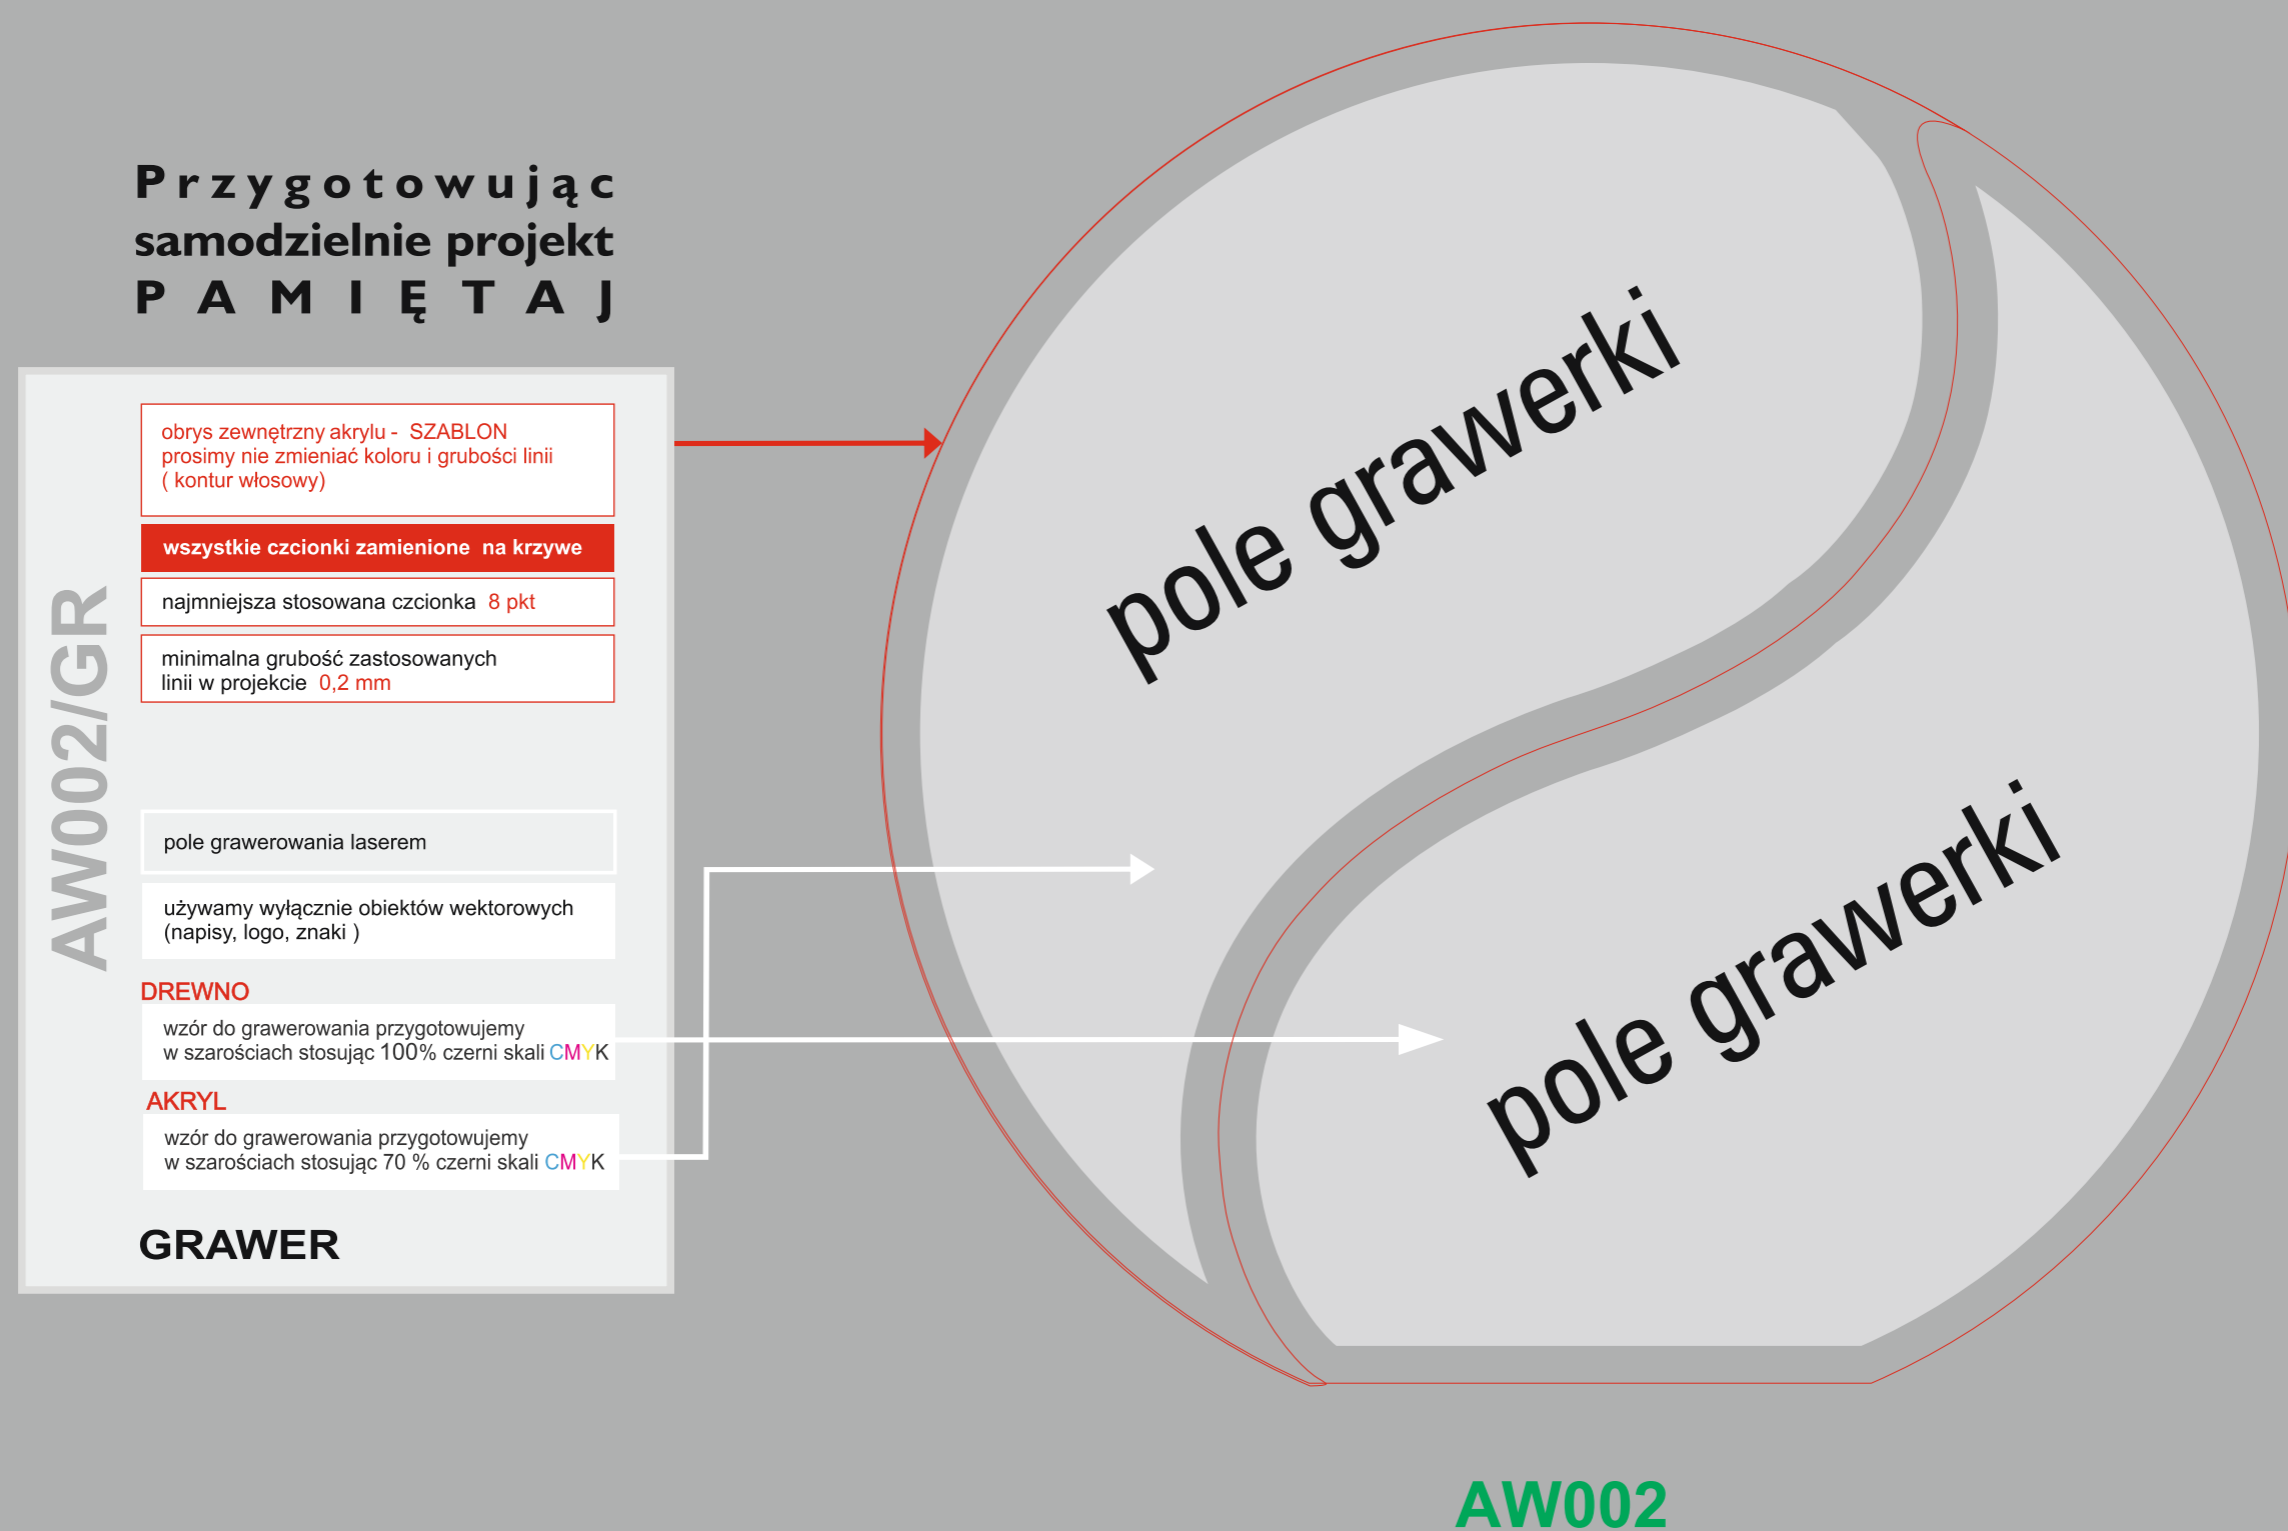 Przygotowując
samodzielnie projekt
PAMIĘTAJ
AW002/GR
obrys zewnętrzny akrylu - SZABLON
prosimy nie zmieniać koloru i grubości linii
( kontur włosowy)
wszystkie czcionki zamienione na krzywe
najmniejsza stosowana czcionka 8 pkt
minimalna grubość zastosowanych
linii w projekcie 0,2 mm
pole grawerowania laserem
używamy wyłącznie obiektów wektorowych
(napisy, logo, znaki )
DREWNO
wzór do grawerowania przygotowujemy
w szarościach stosując 100% czerni skali CMYK
AKRYL
wzór do grawerowania przygotowujemy
w szarościach stosując 70 % czerni skali CMYK
GRAWER
pole grawerki
pole grawerki
AW002